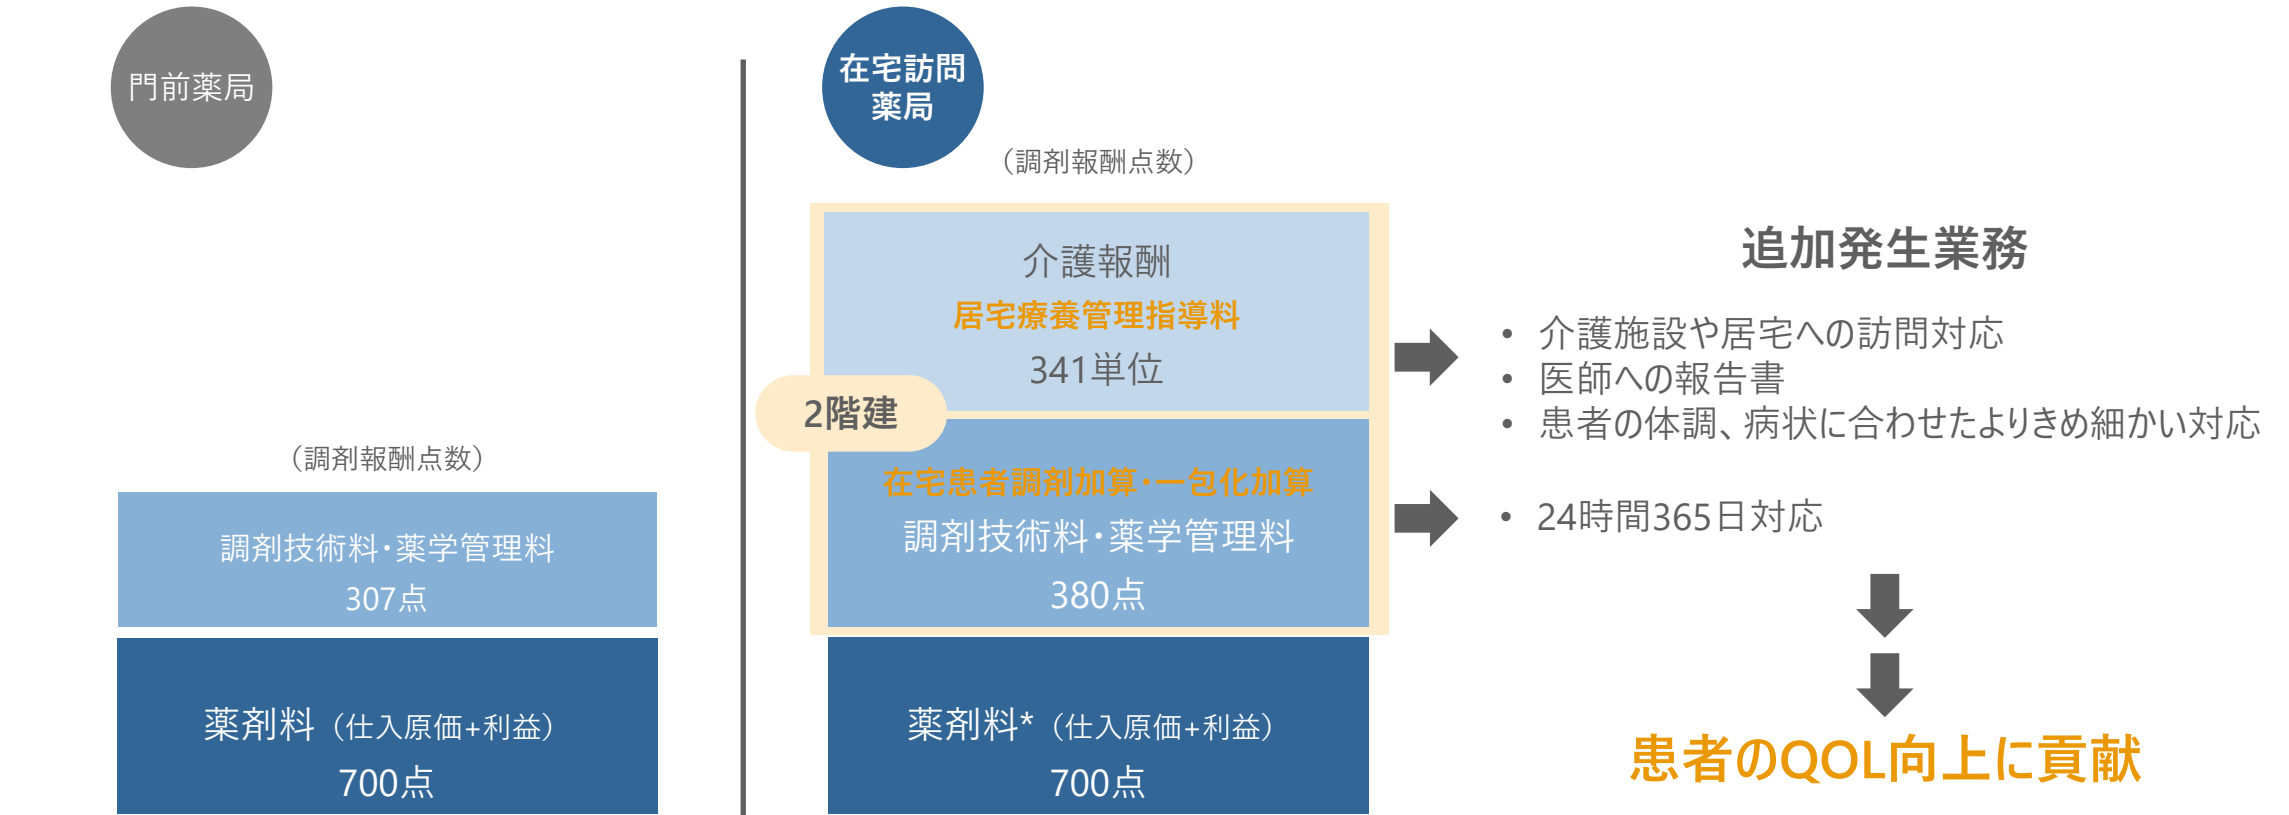 門前薬局
(調剤報酬点数)
調剤技術料・薬学管理料
307点
薬剤料（仕入原価+利益）
700点
在宅訪問
薬局
（調剤報酬点数）
介護報酬
居宅療養管理指導料
341単位
2階建
在宅患者調剤加算・一包化加算
調剤技術料・薬学管理料
380点
薬剤料*（仕入原価+利益）
700点
追加発生業務
• 介護施設や居宅への訪問対応
• 医師への報告書
• 患者の体調、病状に合わせたよりきめ細かい対応
• 24時間365日対応
患者のQOL向上に貢献